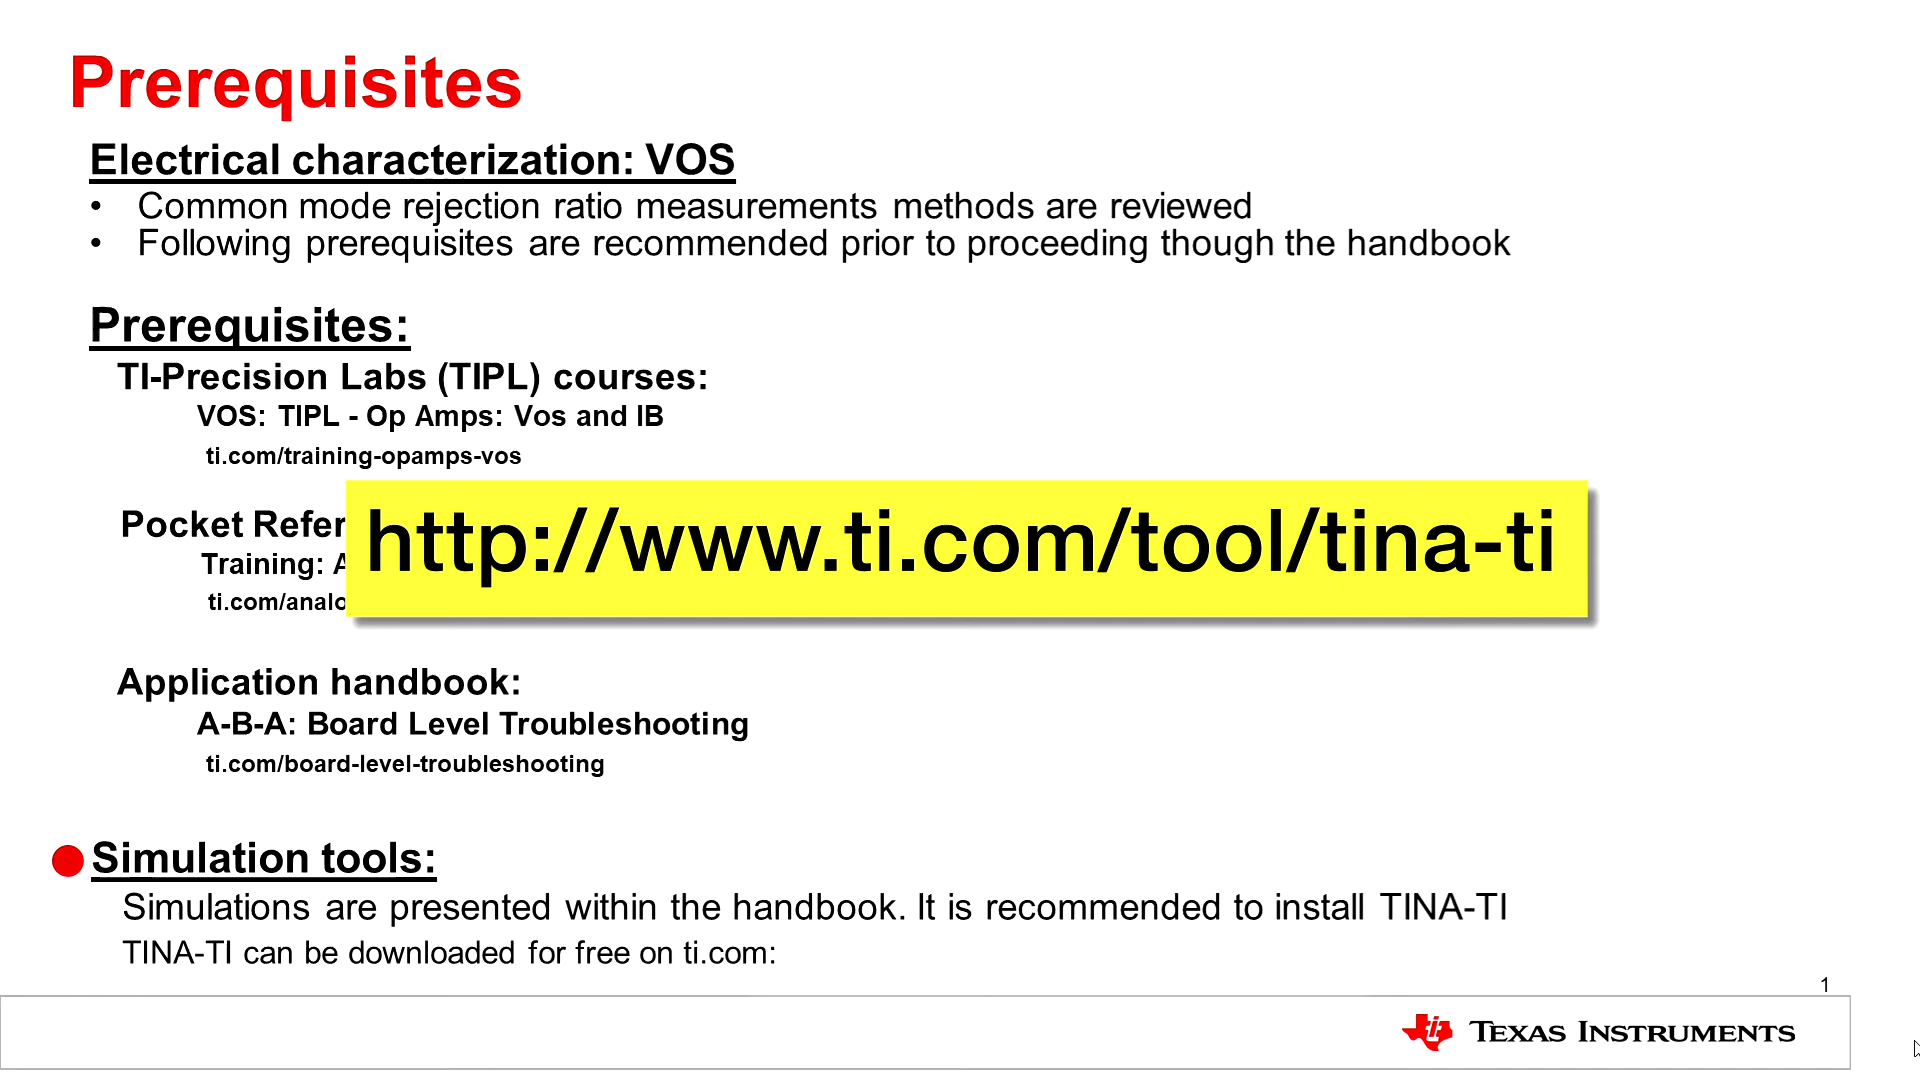 Prerequisites
Electrical characterization: VOS
• Common mode rejection ratio measurements methods are reviewed
• Following prerequisites are recommended prior to proceeding though the handbook
Prerequisites:
TI-Precision Labs (TIPL) courses:
VOS: TIPL - Op Amps: Vos and IB
ti.com/training-opamps-vos
Pocket
http://www.ti.com/tool/tina-ti
Training:
Application handbook:
A-B-A: Board Level Troubleshooting
ti.com/board-level-troubleshooting
Simulation tools:
Simulations are presented within the handbook. It is recommended to install TINA-TI
TINA-TI can be downloaded for free on ti.com:
1
TEXAS INSTRUMENTS